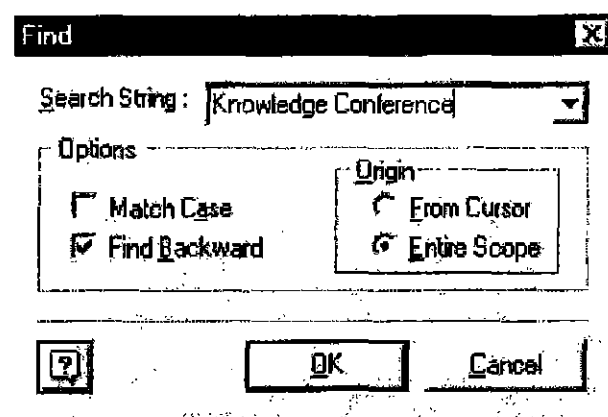 Find
Search String : Knowledge Conference
Options
Origin
Match Case
From Cursor
Find Backward
Entire Scope
?
OK
Cancel